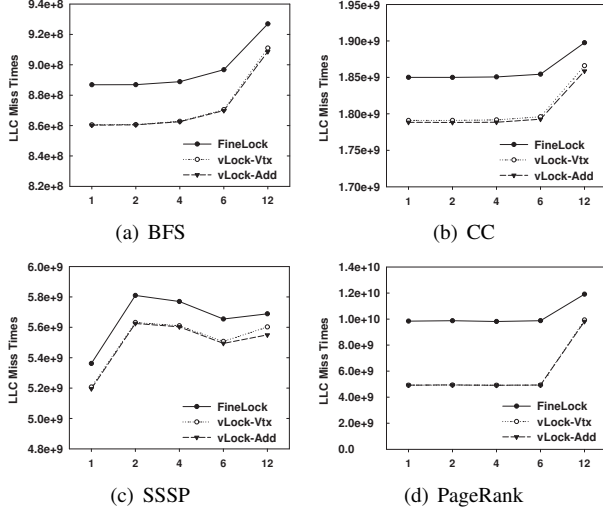 LLC Miss Times
9.4e+8
9.2e+8
9.0e+8
8.8e+8
8.6e+8
8.4e+8
8.2e+8
FineLock
vLock-Vtx
vLock-Add
1 2 4 6 12
(a) BFS
LLC Miss Times
1.95e+9
1.90e+9
1.85e+9
1.80e+9
1.75e+9
1.70e+9
FineLock
vLock-Vtx
vLock-Add
1 2 4 6 12
(b) CC
LLC Miss Times
6.0e+9
5.8e+9
5.6e+9
5.4e+9
5.2e+9
5.0e+9
4.8e+9
FineLock
vLock-Vtx
vLock-Add
1 2 4 6 12
(c) SSSP
LLC Miss Times
1.4e+10
1.2e+10
1.0e+10
8.0e+9
6.0e+9
4.0e+9
2.0e+9
0.0
FineLock
vLock-Vtx
vLock-Add
1 2 4 6 12
(d) PageRank